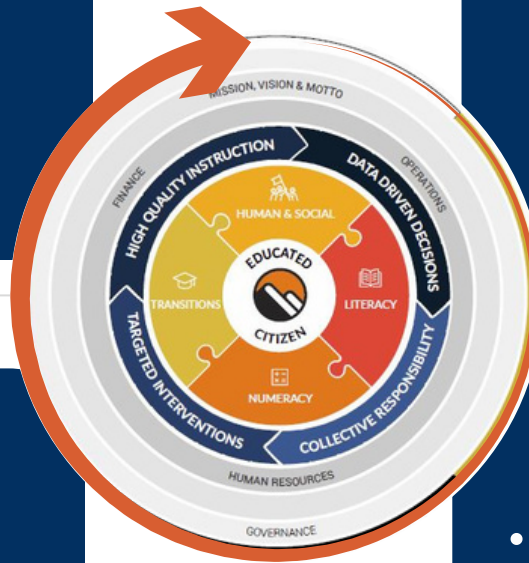 MISSION, VISION & MOTTO
FINANCE
OPERATIONS
HIGH QUALITY INSTRUCTION
DATA DRIVEN DECISIONS
HUMAN & SOCIAL
EDUCATED
TRANSITIONS
LITERACY
CITIZEN
NUMERACY
TARGETED INTERVENTIONS
COLLECTIVE RESPONSIBILITY
HUMAN RESOURCES
GOVERNANCE